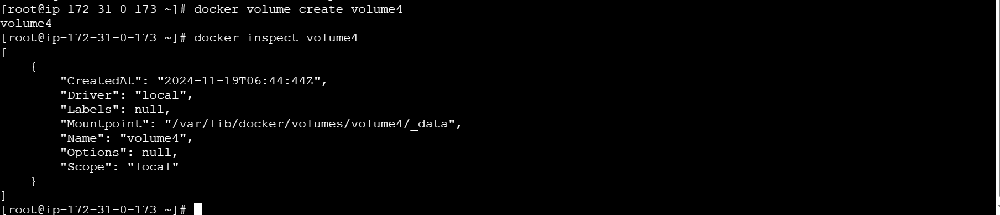 [root@ip-172-31-0-173 ~]# docker volume create volume4
volume4
[root@ip-172-31-0-173 ~]# docker inspect volume4
[
    {
        "CreatedAt": "2024-11-19T06:44:44Z",
        "Driver": "local",
        "Labels": null,
        "Mountpoint": "/var/lib/docker/volumes/volume4/_data",
        "Name": "volume4",
        "Options": null,
        "Scope": "local"
    }
]
[root@ip-172-31-0-173 ~]#